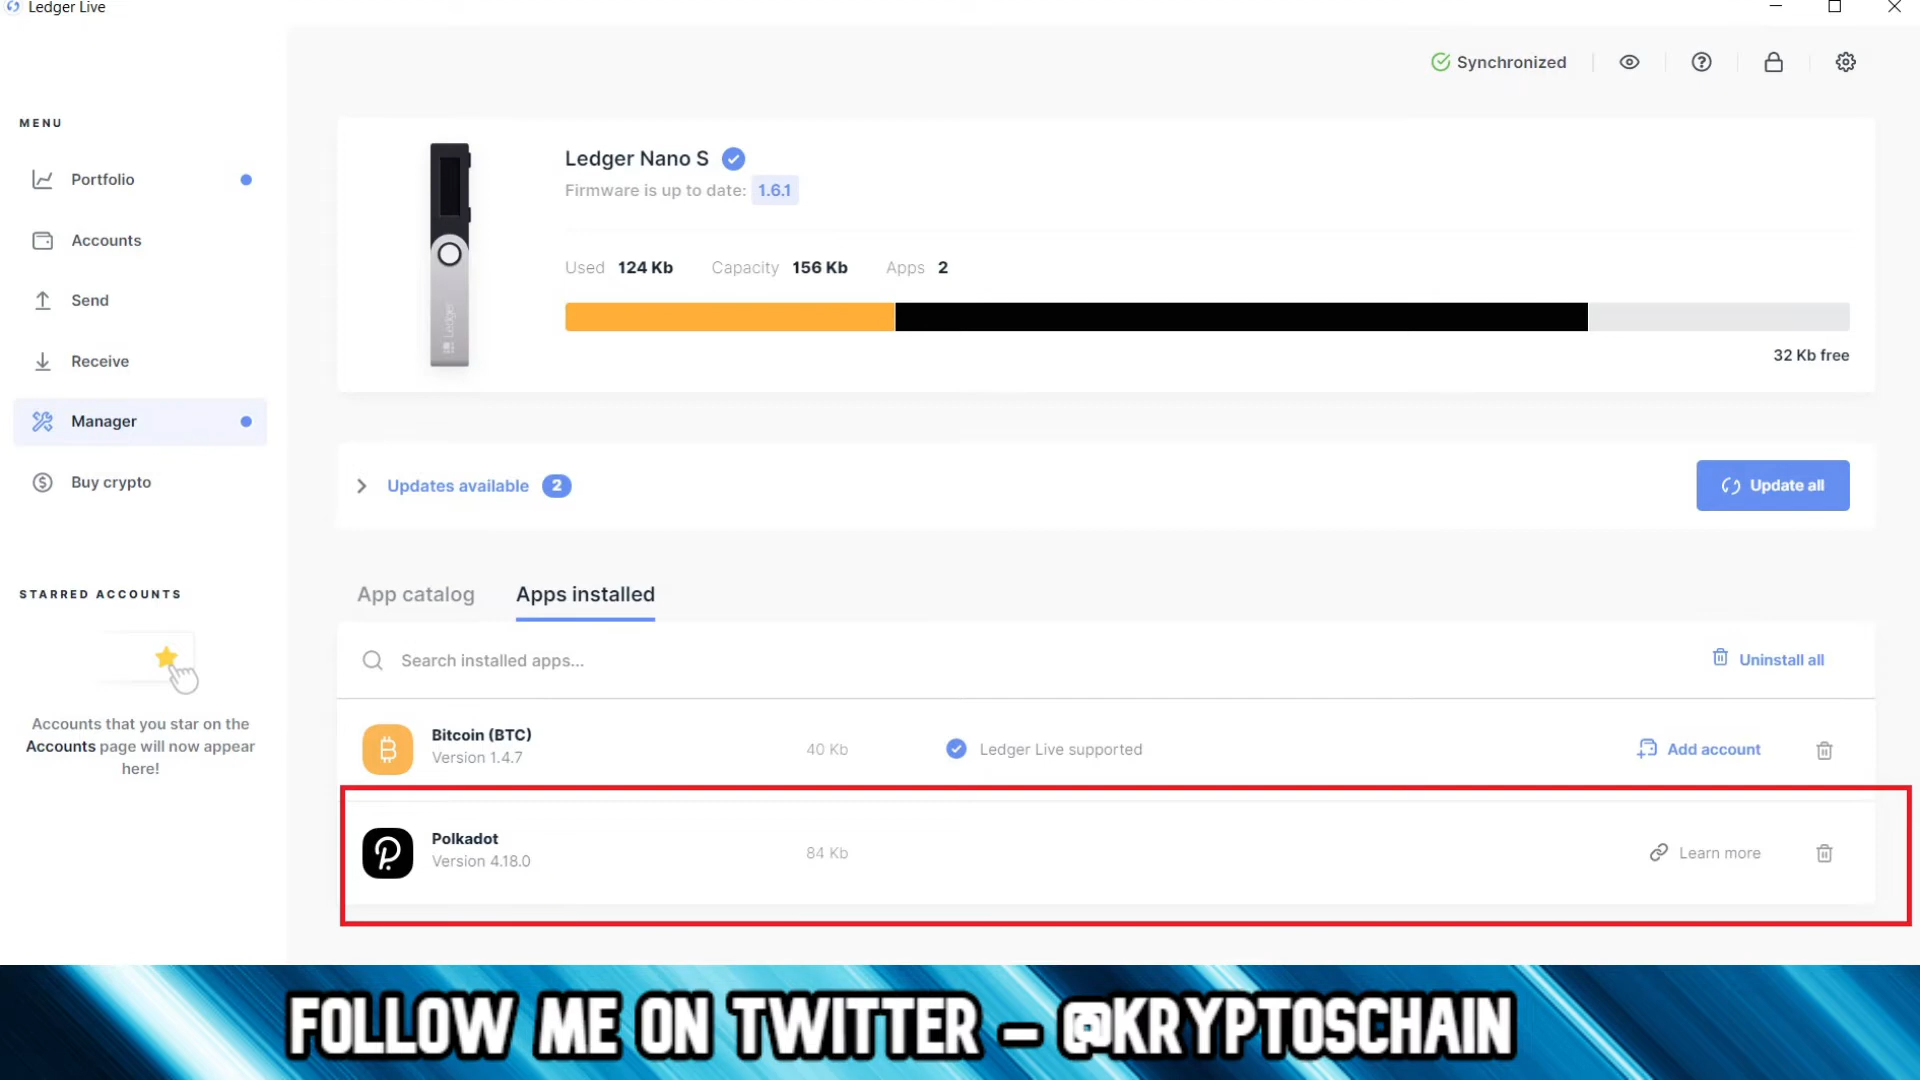 Ledger Live
Synchronized
MENU
Portfolio
Accounts
Send
Receive
Manager
Buy crypto
STARRED ACCOUNTS
Accounts that you star on the
Accounts page will now appear
here!
Ledger Nano S
Firmware is up to date: 1.6.1
Used 124 Kb Capacity 156 Kb Apps 2
32 Kb free
Ledger
Updates available 2
Update all
App catalog Apps installed
Search installed apps...
Uninstall all
Bitcoin (BTC)
Version 1.4.7
40 Kb
Ledger Live supported
Add account
Polkadot
Version 4.18.0
84 Kb
Learn more
FOLLOW ME ON TWITTER – @KRYPTOSCHAIN